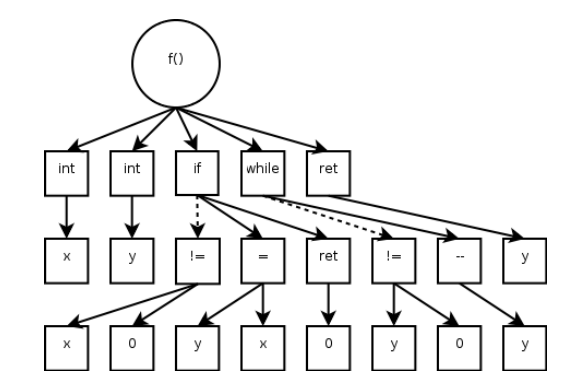 f()
int int if while ret
x y != = ret != -- y
x 0 y x 0 y 0 y